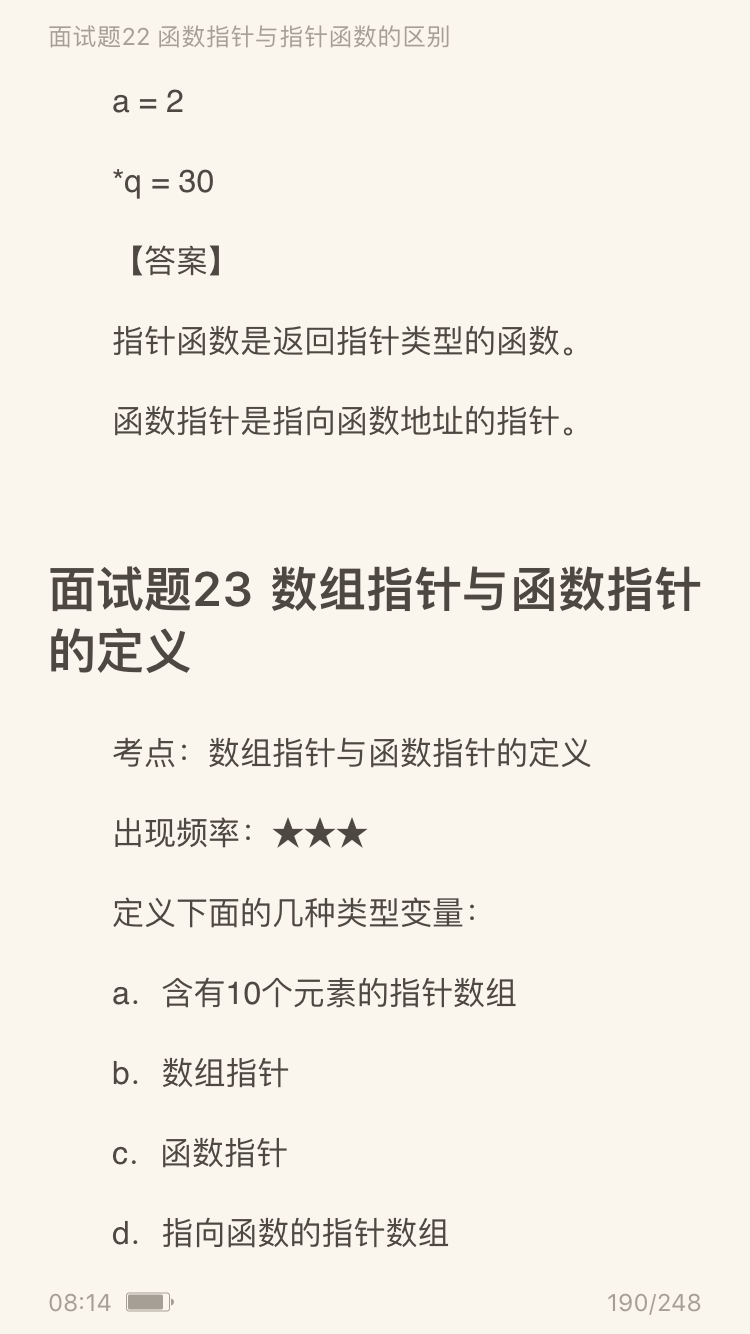 面试题22 函数指针与指针函数的区别
a = 2
*q = 30
【答案】
指针函数是返回指针类型的函数。
函数指针是指向函数地址的指针。
面试题23 数组指针与函数指针
的定义
考点：数组指针与函数指针的定义
出现频率：★★★
定义下面的几种类型变量：
a. 含有10个元素的指针数组
b. 数组指针
c. 函数指针
d. 指向函数的指针数组
08:14 190/248